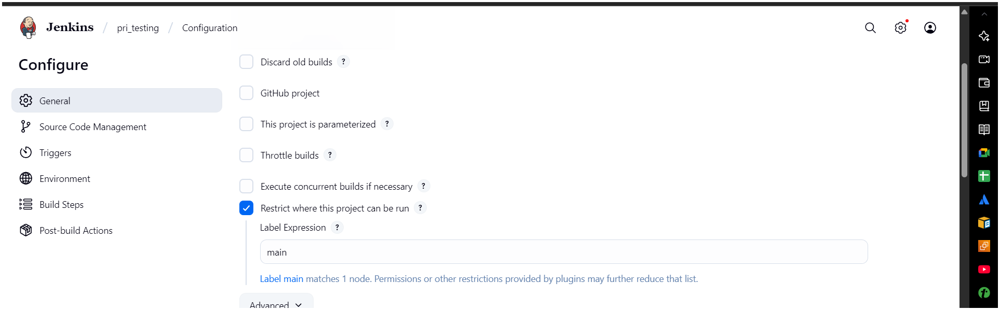 Jenkins / pri_testing / Configuration
Configure
General
Source Code Management
Triggers
Environment
Build Steps
Post-build Actions
Discard old builds ?
GitHub project
This project is parameterized ?
Throttle builds ?
Execute concurrent builds if necessary ?
Restrict where this project can be run ?
Label Expression ?
main
Label main matches 1 node. Permissions or other restrictions provided by plugins may further reduce that list.
Advanced